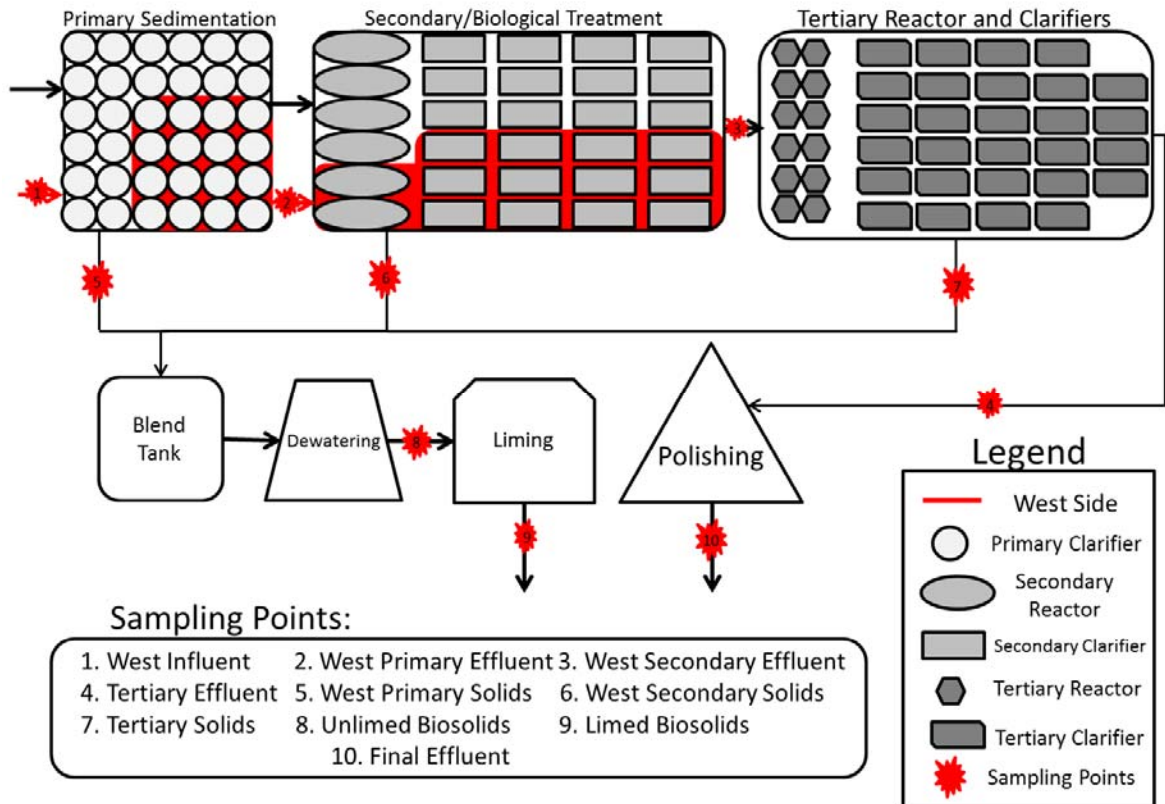 Primary Sedimentation
Secondary/Biological Treatment
Tertiary Reactor and Clarifiers
1
2
3
5
6
7
4
Blend
Tank
Dewatering
8
Liming
Polishing
9
10
Legend
West Side
Primary Clarifier
Secondary
Reactor
Secondary Clarifier
Tertiary Reactor
Tertiary Clarifier
Sampling Points
Sampling Points:
1. West Influent 2. West Primary Effluent 3. West Secondary Effluent
4. Tertiary Effluent 5. West Primary Solids 6. West Secondary Solids
7. Tertiary Solids 8. Unlimed Biosolids 9. Limed Biosolids
10. Final Effluent